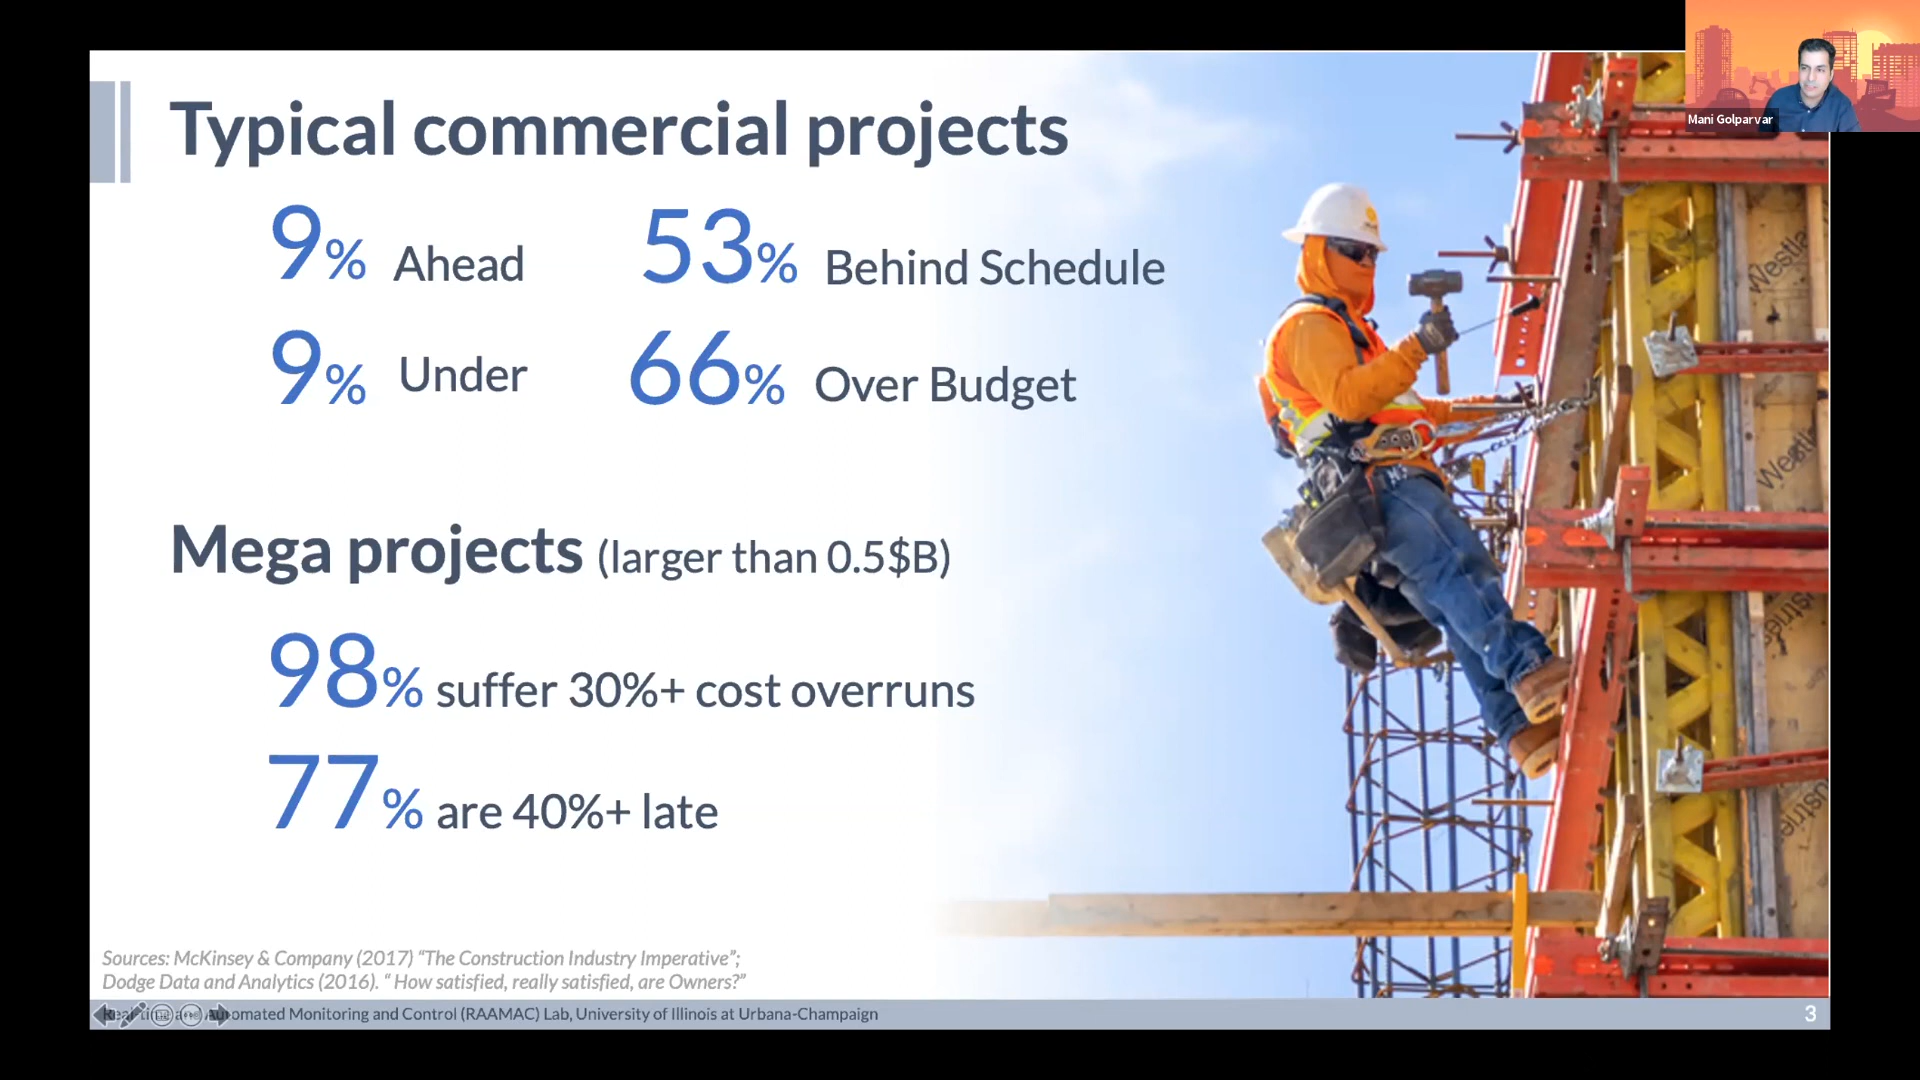 Mani Golparvar
Typical commercial projects
9% Ahead 53% Behind Schedule
9% Under 66% Over Budget
Mega projects (larger than 0.5$B)
98% suffer 30%+ cost overruns
77% are 40%+ late
Sources: McKinsey & Company (2017) “The Construction Industry Imperative”;
Dodge Data and Analytics (2016). “ How satisfied, really satisfied, are Owners?”
Automated Monitoring and Control (RAAMAC) Lab, University of Illinois at Urbana-Champaign
3
Westla
Westl